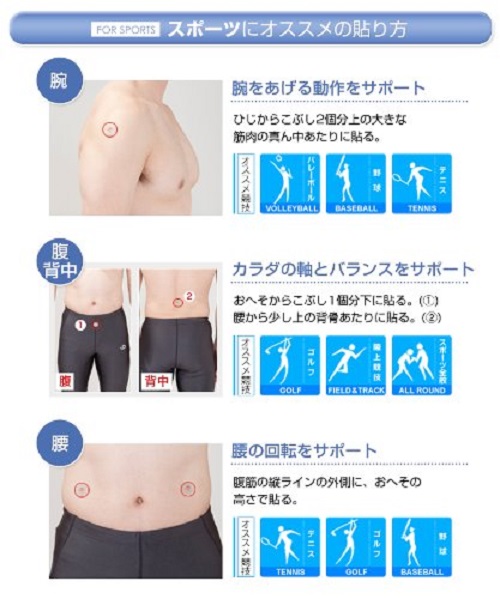 FOR SPORTS スポーツにオススメの貼り方
腕
腕をあげる動作をサポート
ひじからこぶし2個分上の大きな
筋肉の真ん中あたりに貼る。
オススメ競技
バレーボール
VOLLEYBALL
野球
BASEBALL
テニス
TENNIS
腹
背中
カラダの軸とバランスをサポート
おへそからこぶし1個分下に貼る。(①)
腰から少し上の背骨あたりに貼る。(②)
①
②
腹
背中
オススメ競技
ゴルフ
GOLF
陸上競技
FIELD&TRACK
スポーツ全般
ALL ROUND
腰
腰の回転をサポート
腹筋の縦ラインの外側に、おへその
高さで貼る。
オススメ競技
テニス
TENNIS
ゴルフ
GOLF
野球
BASEBALL